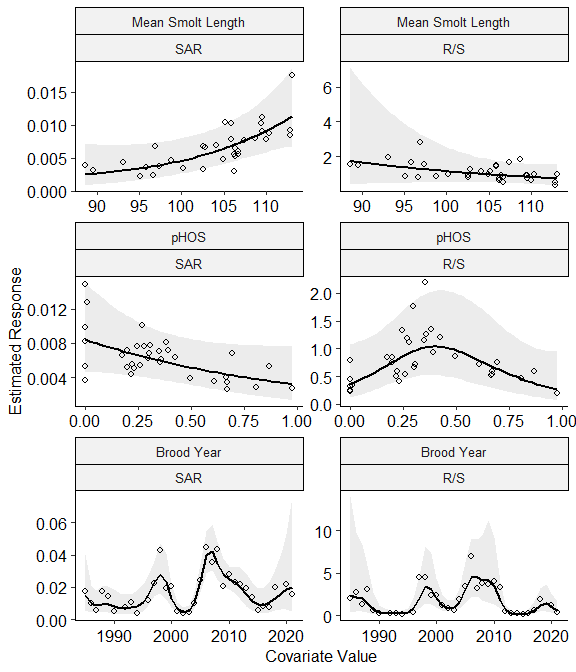 Mean Smolt Length Mean Smolt Length
SAR R/S
0.015 6
0.010 4
0.005 2
0.000
90 95 100 105 110 90 95 100 105 110
pHOS pHOS
SAR R/S
0.012 2.0
1.5
0.008 1.0
0.004 0.5
0.0
0.00 0.25 0.50 0.75 1.00 0.00 0.25 0.50 0.75 1.00
Estimated Response
Brood Year Brood Year
SAR R/S
0.06 10
0.04
0.02 5
0.00 0
1990 2000 2010 2020 1990 2000 2010 2020
Covariate Value